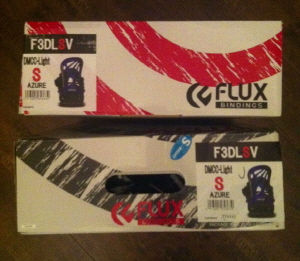 F3DLSV
DMCC-Light
S
AZURE
FLUX
BINDINGS
F3DLSV
DMCC-Light
S
AZURE
FLUX